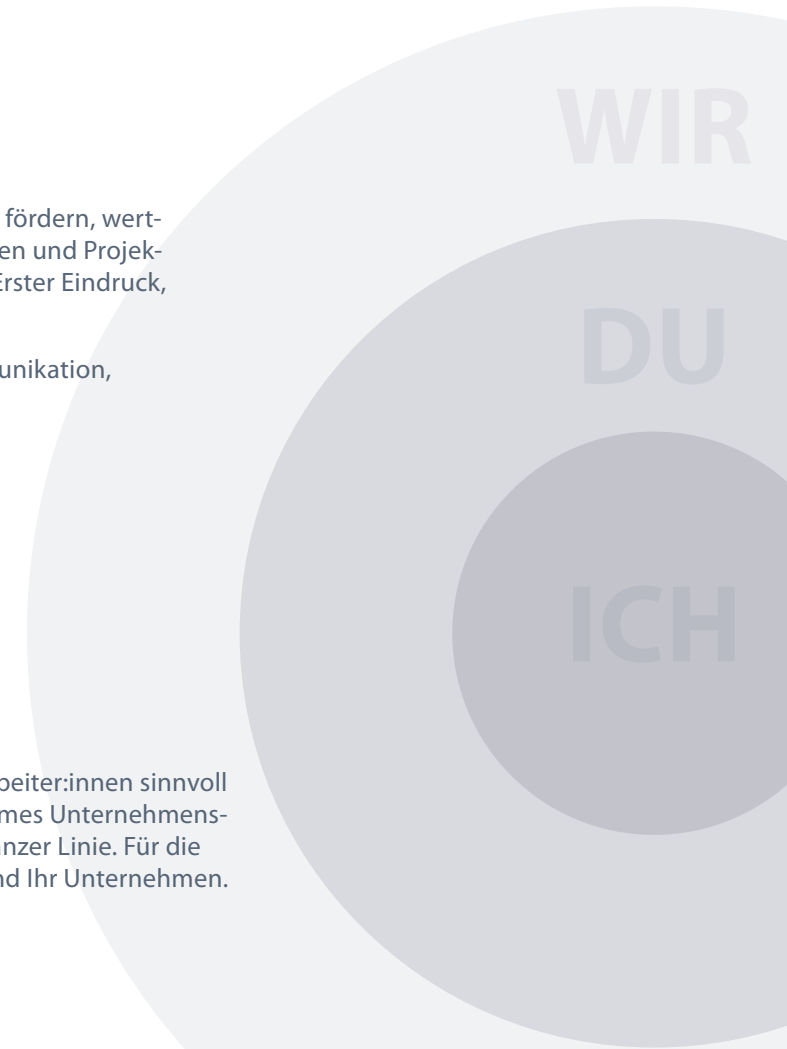 WIR
fördern, wert-
en und Projek-
Erster Eindruck,
DU
unikation,
ICH
beiter:innen sinnvoll
mes Unternehmens-
nzer Linie. Für die
nd Ihr Unternehmen.